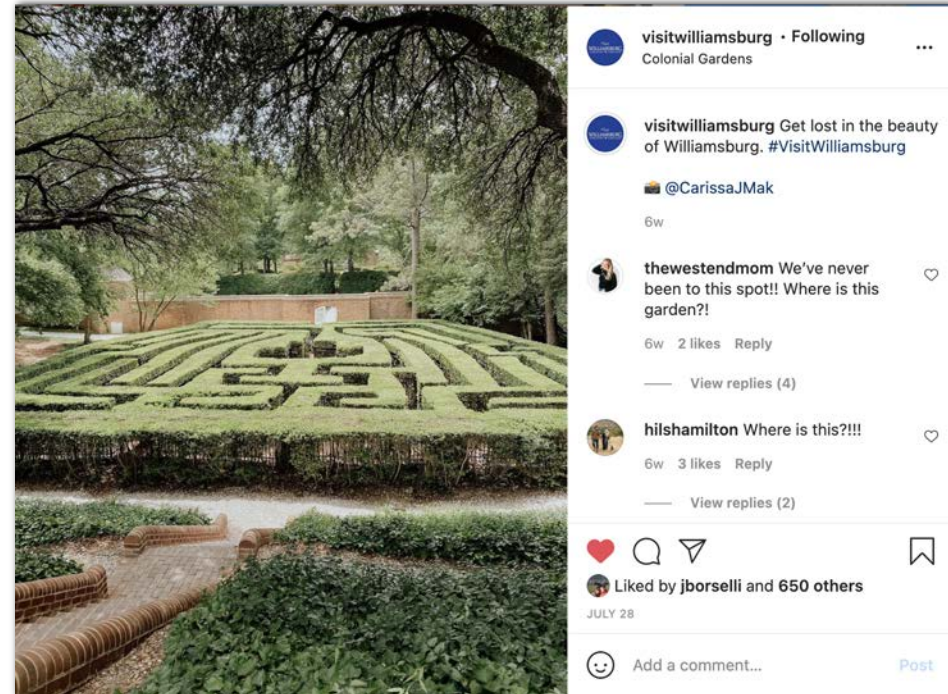 visitwilliamsburg • Following
Colonial Gardens
visitwilliamsburg Get lost in the beauty
of Williamsburg. #VisitWilliamsburg
@CarissaJMak
6w
thewestendmom We’ve never
been to this spot!! Where is this
garden?!
6w 2 likes Reply
View replies (4)
hilshamilton Where is this?!!!
6w 3 likes Reply
View replies (2)
Liked by jborselli and 650 others
JULY 28
Add a comment...
Post